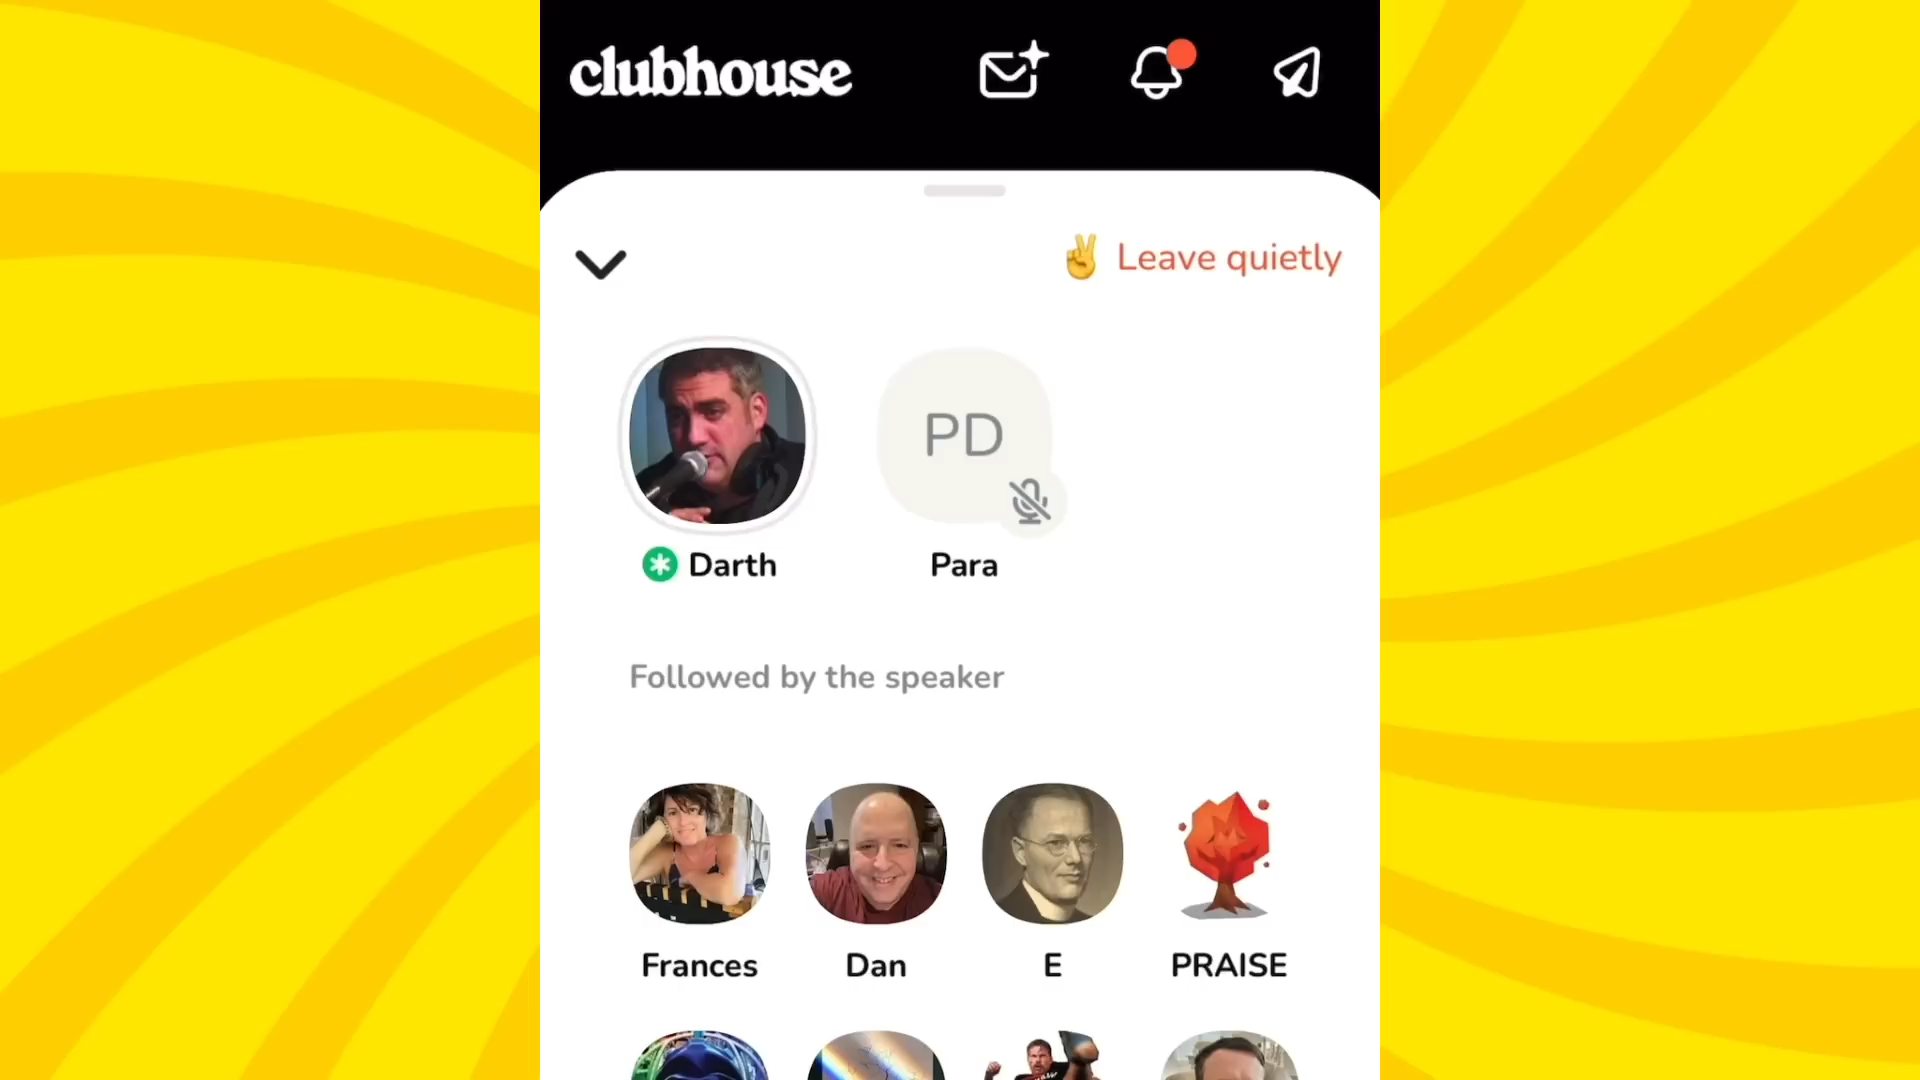 clubhouse
✌️ Leave quietly
PD
Darth
Para
Followed by the speaker
Frances
Dan
E
PRAISE